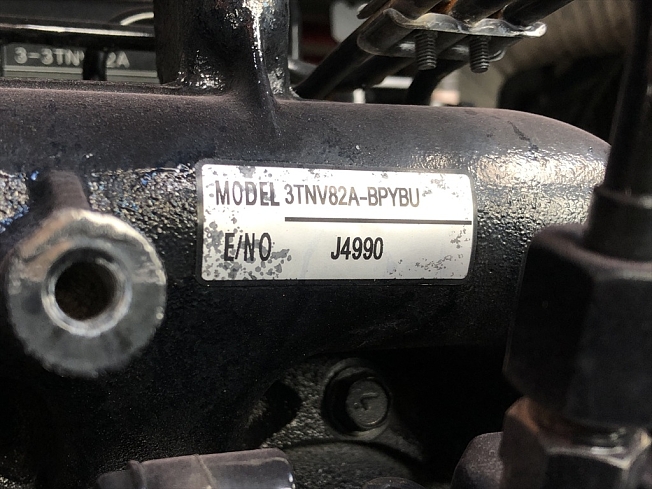 3-3TNV82A
MODEL 3TNV82A-BPYBU
E/NO J4990